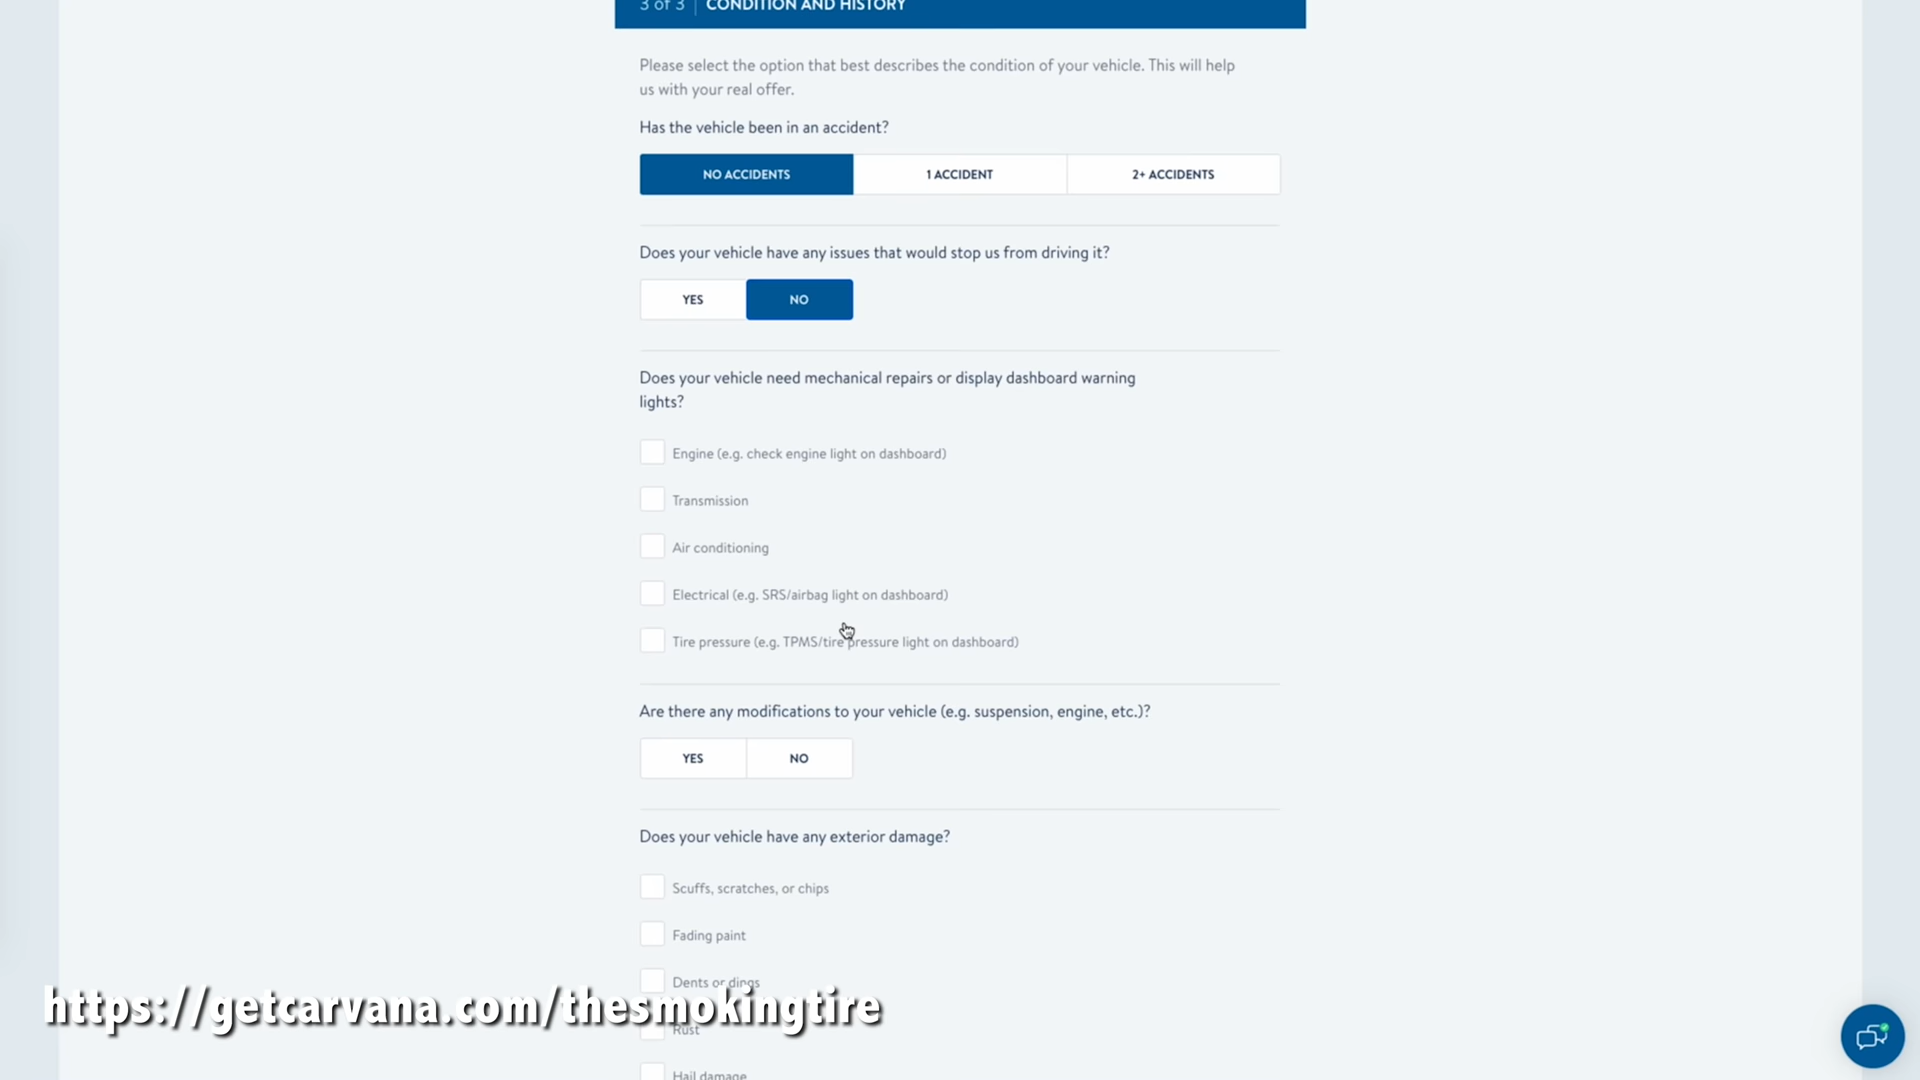 3 of 3 | CONDITION AND HISTORY
Please select the option that best describes the condition of your vehicle. This will help
us with your real offer.
Has the vehicle been in an accident?
NO ACCIDENTS
1 ACCIDENT
2+ ACCIDENTS
Does your vehicle have any issues that would stop us from driving it?
YES
NO
Does your vehicle need mechanical repairs or display dashboard warning
lights?
Engine (e.g. check engine light on dashboard)
Transmission
Air conditioning
Electrical (e.g. SRS/airbag light on dashboard)
Tire pressure (e.g. TPMS/tire pressure light on dashboard)
Are there any modifications to your vehicle (e.g. suspension, engine, etc.)?
YES
NO
Does your vehicle have any exterior damage?
Scuffs, scratches, or chips
Fading paint
Dents or dings
https://getcarvana.com/thesmokingtire
Rust
Hail damage